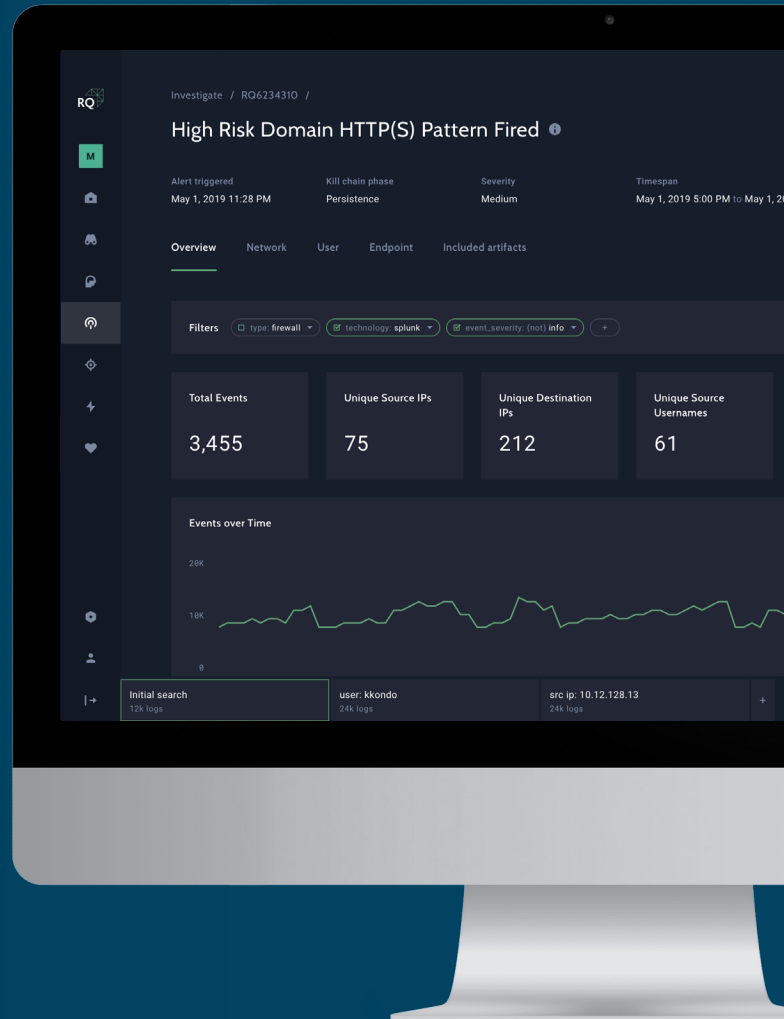 RQ
M
Investigate / RQ6234310 /
High Risk Domain HTTP(S) Pattern Fired
Alert triggered
May 1, 2019 11:28 PM
Kill chain phase
Persistence
Severity
Medium
Timespan
May 1, 2019 5:00 PM to May 1, 20
Overview Network User Endpoint Included artifacts
Filters type: firewall technology: splunk event_severity: (not) info +
Total Events
3,455
Unique Source IPs
75
Unique Destination
IPs
212
Unique Source
Usernames
61
Events over Time
20K
10K
0
Initial search
12k logs
user: kkondo
24k logs
src ip: 10.12.128.13
24k logs
+